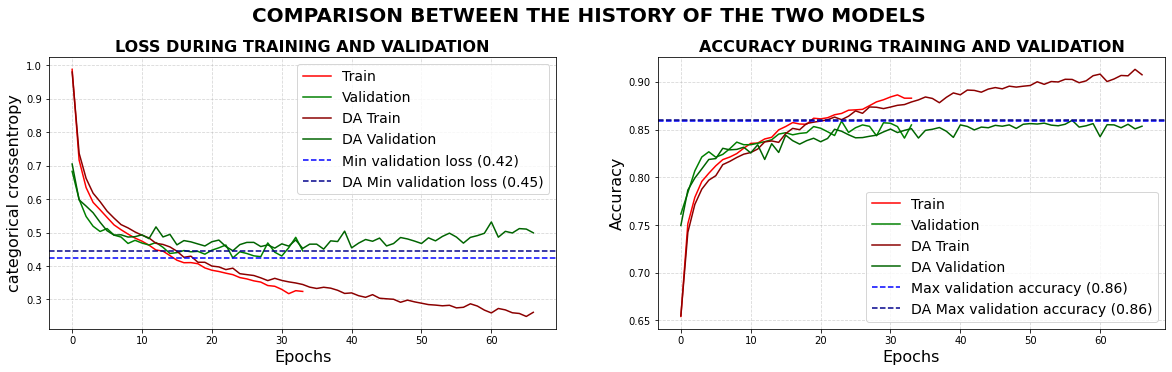 COMPARISON BETWEEN THE HISTORY OF THE TWO MODELS
LOSS DURING TRAINING AND VALIDATION
categorical crossentropy
1.0
0.9
0.8
0.7
0.6
0.5
0.4
0.3
Train
Validation
DA Train
DA Validation
Min validation loss (0.42)
DA Min validation loss (0.45)
0 10 20 30 40 50 60
Epochs
ACCURACY DURING TRAINING AND VALIDATION
Accuracy
0.90
0.85
0.80
0.75
0.70
0.65
Train
Validation
DA Train
DA Validation
Max validation accuracy (0.86)
DA Max validation accuracy (0.86)
0 10 20 30 40 50 60
Epochs